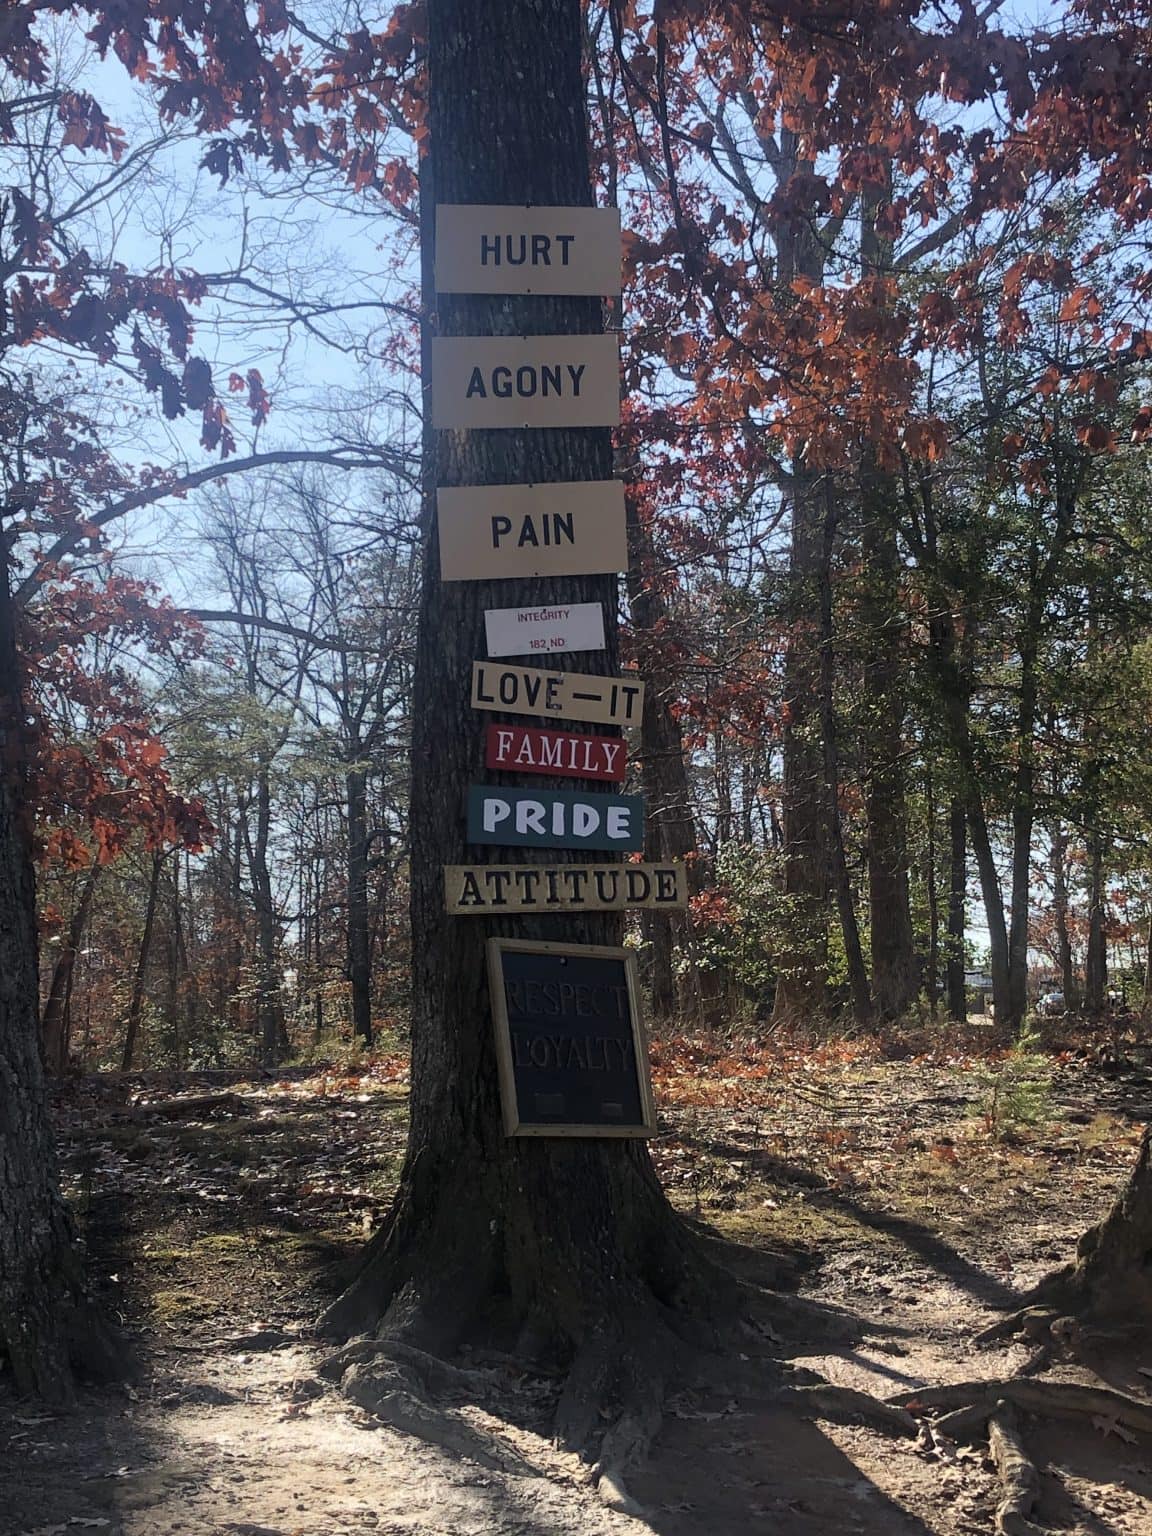 HURT
AGONY
PAIN
INTEGRITY
182 ND
LOVE-IT
FAMILY
PRIDE
ATTITUDE
RESPECT
LOYALTY